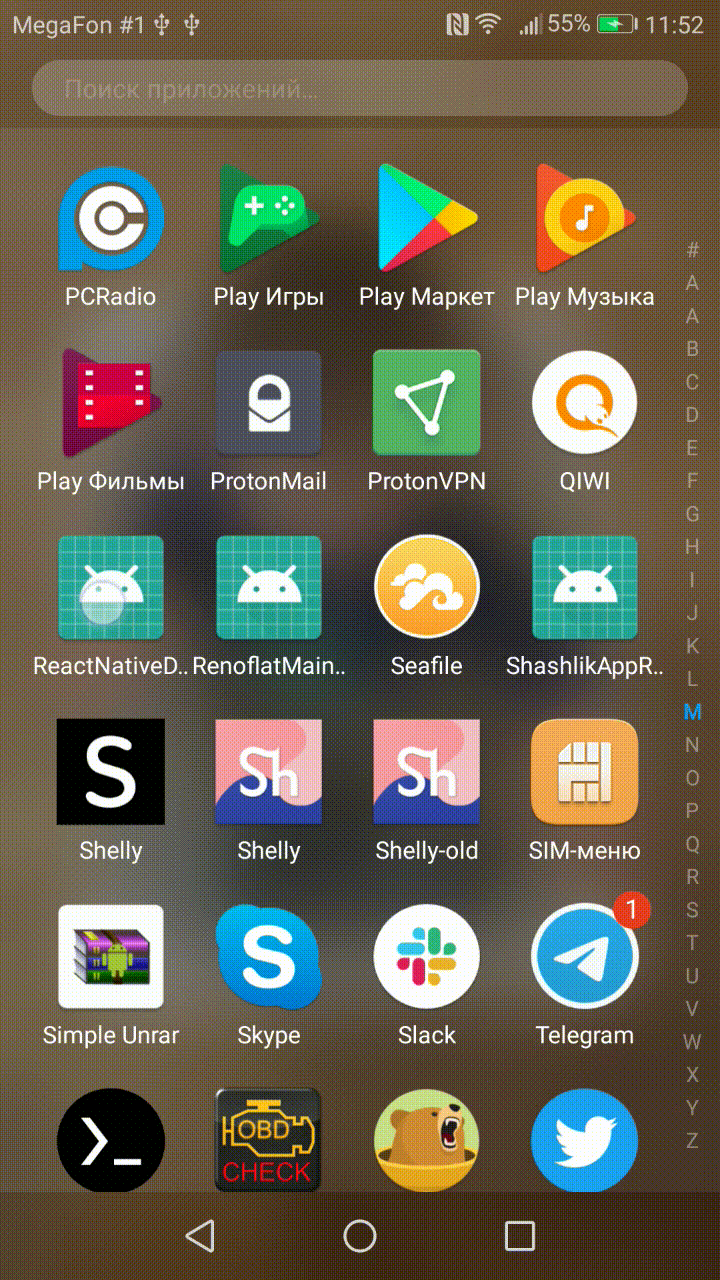 MegaFon #1 55% 11:52
Поиск приложений...
PCRadio Play Игры Play Маркет Play Музыка
Play Фильмы ProtonMail ProtonVPN QIWI
ReactNativeD.. RenoflatMain.. Seafile ShashlikAppR..
S Sh Sh
Shelly Shelly Shelly-old SIM-меню
1
S
Simple Unrar Skype Slack Telegram
OBD
CHECK
#
A
A
B
C
D
E
F
G
H
I
J
K
L
M
N
O
P
Q
R
S
T
U
V
W
X
Y
Z